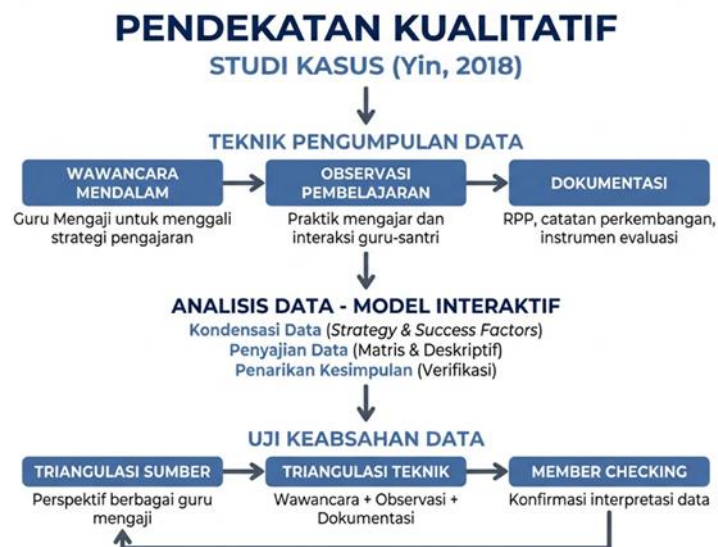 PENDEKATAN KUALITATIF
STUDI KASUS (Yin, 2018)
TEKNIK PENGUMPULAN DATA
WAWANCARA
MENDALAM
Guru Mengaji untuk menggali
strategi pengajaran
OBSERVASI
PEMBELAJARAN
Praktik mengajar dan
interaksi guru-santri
DOKUMENTASI
RPP, catatan perkembangan,
instrumen evaluasi
ANALISIS DATA - MODEL INTERAKTIF
Kondensasi Data (Strategy & Success Factors)
Penyajian Data (Matris & Deskriptif)
Penarikan Kesimpulan (Verifikasi)
UJI KEABSAHAN DATA
TRIANGULASI SUMBER
Perspektif berbagai guru
mengaji
TRIANGULASI TEKNIK
Wawancara + Observasi +
Dokumentasi
MEMBER CHECKING
Konfirmasi interpretasi data